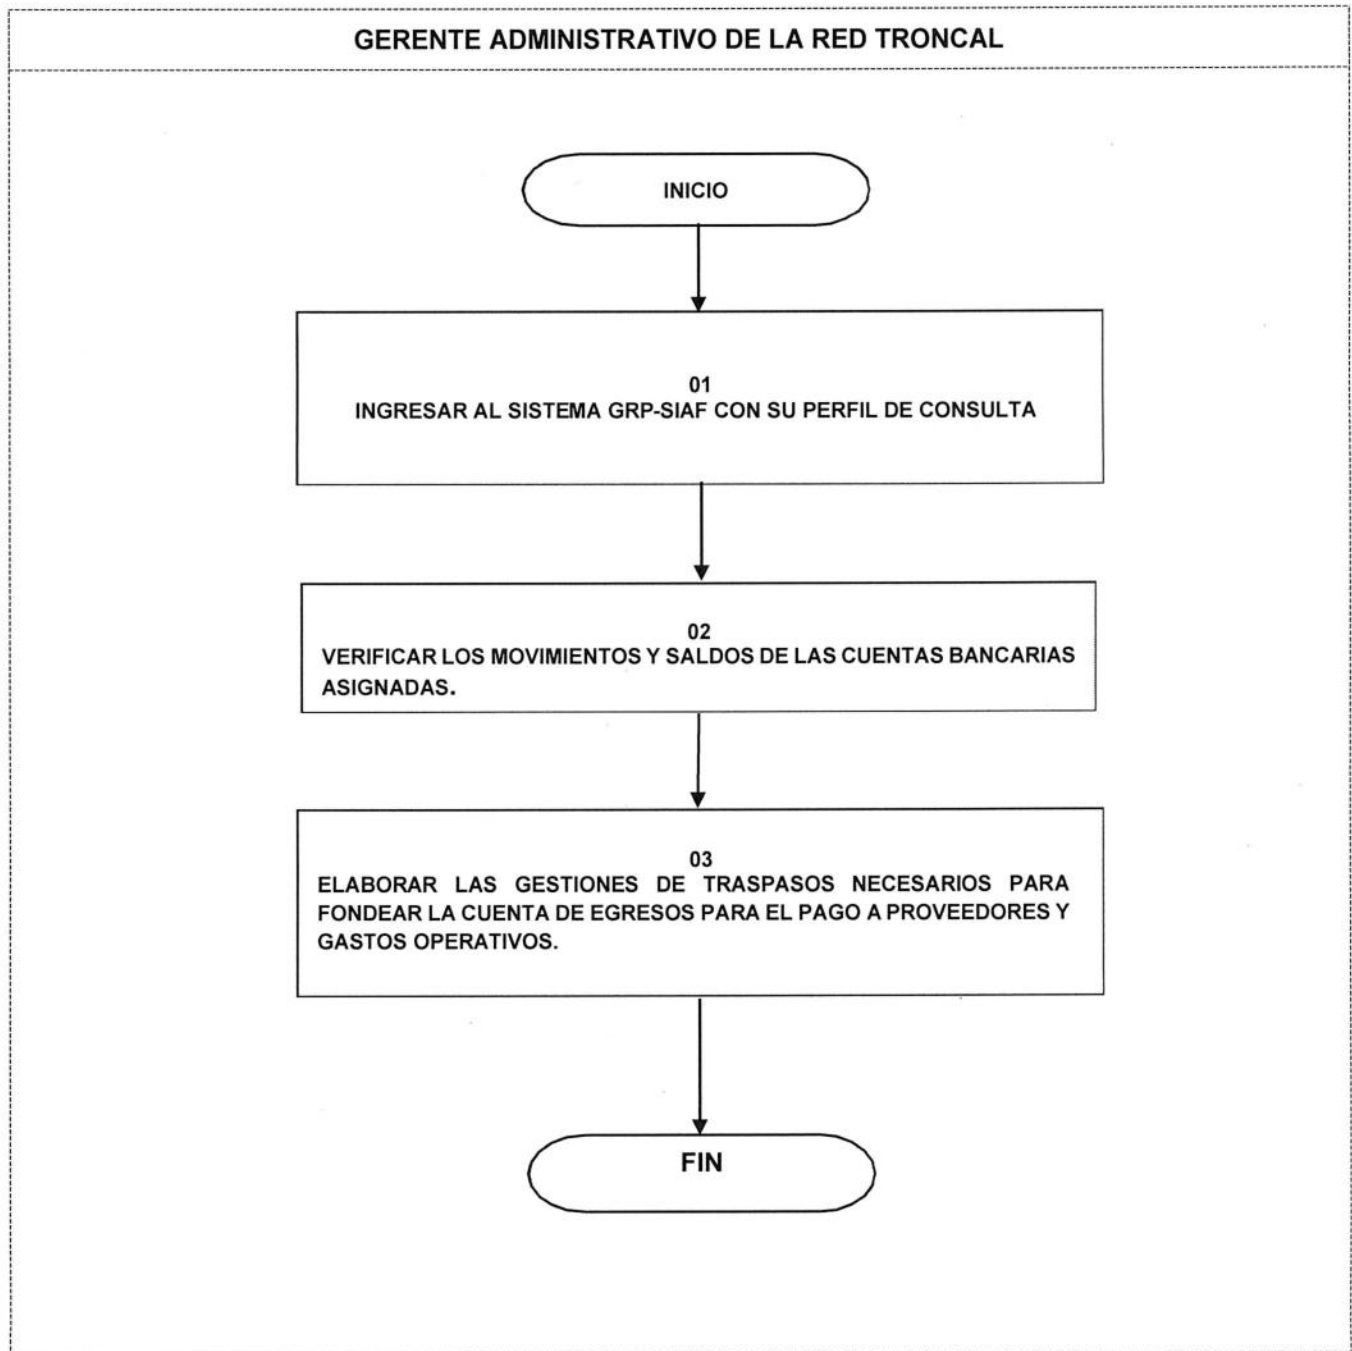 GERENTE ADMINISTRATIVO DE LA RED TRONCAL
INICIO
01
INGRESAR AL SISTEMA GRP-SIAF CON SU PERFIL DE CONSULTA
02
VERIFICAR LOS MOVIMIENTOS Y SALDOS DE LAS CUENTAS BANCARIAS
ASIGNADAS.
03
ELABORAR LAS GESTIONES DE TRASPASOS NECESARIOS PARA
FONDEAR LA CUENTA DE EGRESOS PARA EL PAGO A PROVEEDORES Y
GASTOS OPERATIVOS.
FIN